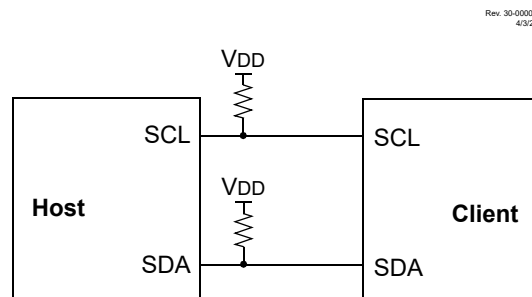 Rev. 30-0000
4/3/2
VDD
SCL
SCL
VDD
Host
Client
SDA
SDA